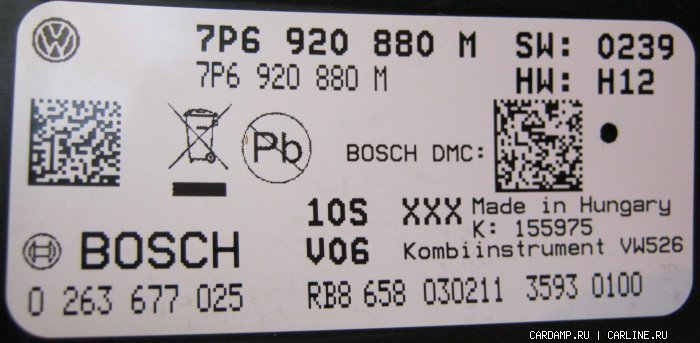 7P6 920 880 M SW: 0239
7P6 920 880 M HW: H12
Pb BOSCH DMC:
10S XXX Made in Hungary
K: 155975
BOSCH V06 Kombiinstrument VW526
0 263 677 025 RB8 658 030211 3593 0100
CARDAMP.RU | CARLINE.RU